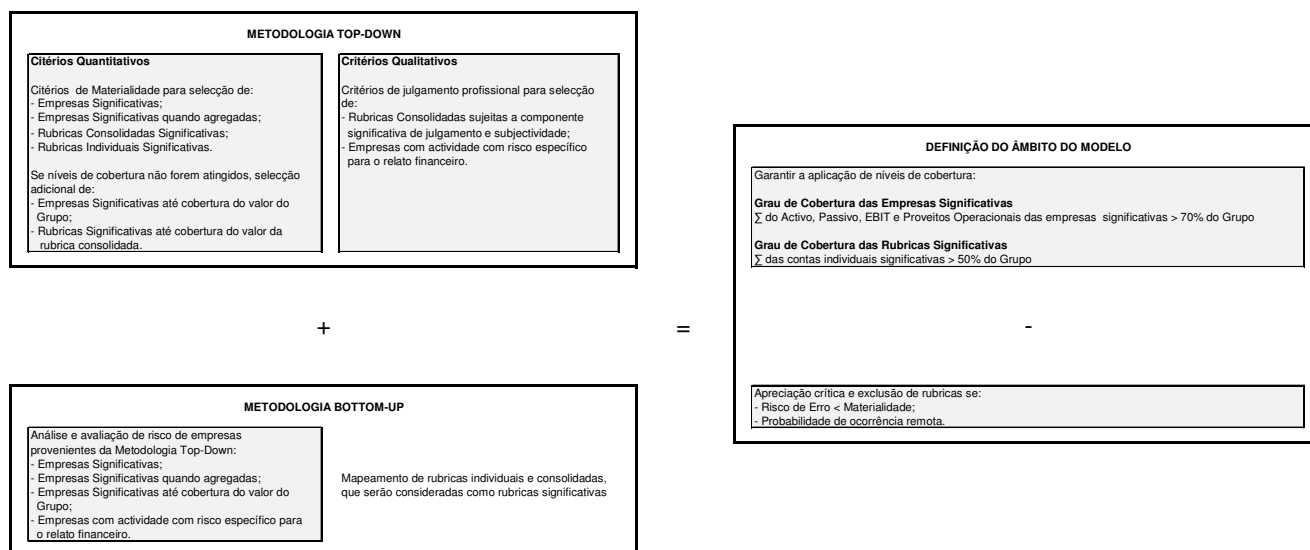 METODOLOGIA TOP-DOWN
Citérios Quantitativos
Citérios de Materialidade para selecção de:
- Empresas Significativas;
- Empresas Significativas quando agregadas;
- Rubricas Consolidadas Significativas;
- Rubricas Individuais Significativas.
Se níveis de cobertura não forem atingidos, selecção
adicional de:
- Empresas Significativas até cobertura do valor do
Grupo;
- Rubricas Significativas até cobertura do valor da
rubrica consolidada.
Critérios Qualitativos
Critérios de julgamento profissional para selecção
de:
- Rubricas Consolidadas sujeitas a componente
significativa de julgamento e subjectividade;
- Empresas com actividade com risco específico
para o relato financeiro.
+
METODOLOGIA BOTTOM-UP
Análise e avaliação de risco de empresas
provenientes da Metodologia Top-Down:
- Empresas Significativas;
- Empresas Significativas quando agregadas;
- Empresas Significativas até cobertura do valor do
Grupo;
- Empresas com actividade com risco específico para
o relato financeiro.
Mapeamento de rubricas individuais e consolidadas,
que serão consideradas como rubricas significativas
=
DEFINIÇÃO DO ÂMBITO DO MODELO
Garantir a aplicação de níveis de cobertura:
Grau de Cobertura das Empresas Significativas
∑ do Activo, Passivo, EBIT e Proveitos Operacionais das empresas significativas > 70% do Grupo
Grau de Cobertura das Rubricas Significativas
∑ das contas individuais significativas > 50% do Grupo
-
Apreciação crítica e exclusão de rubricas se:
- Risco de Erro < Materialidade;
- Probabilidade de ocorrência remota.